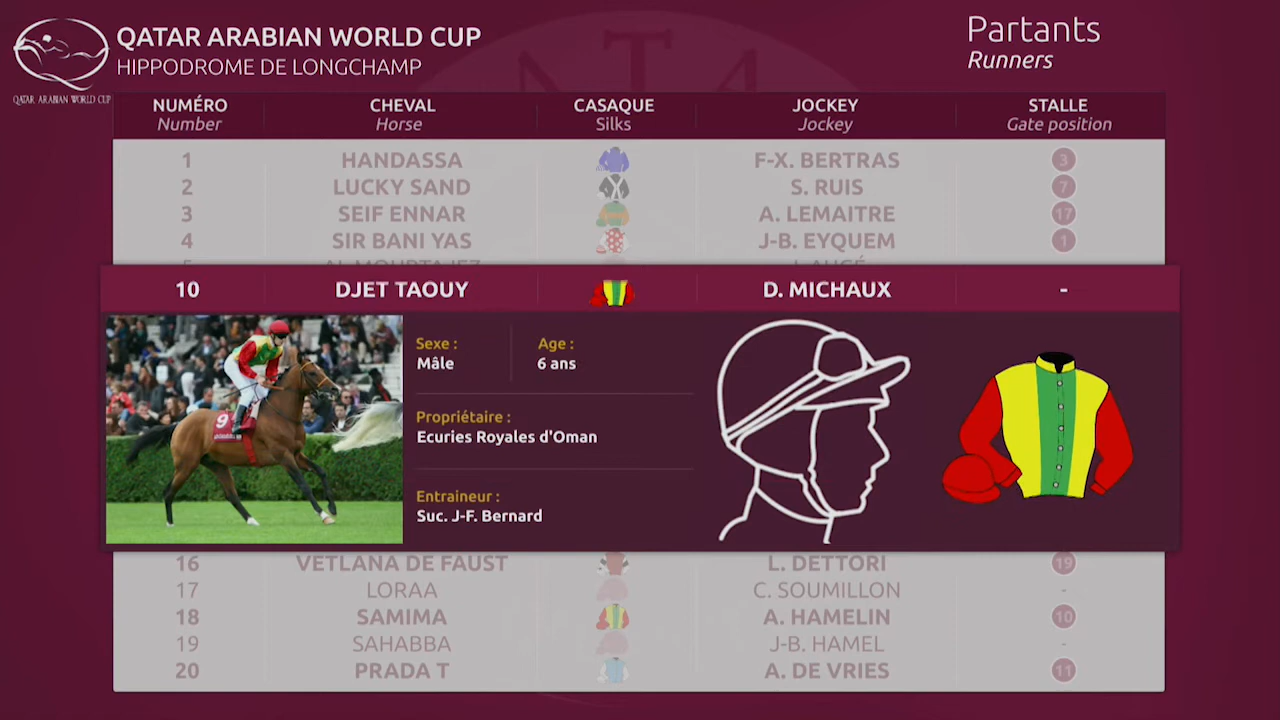 QATAR ARABIAN WORLD CUP
HIPPODROME DE LONGCHAMP
QATAR ARABIAN WORLD CUP
Partants
Runners
NUMÉRO CHEVAL CASAQUE JOCKEY STALLE
Number Horse Silks Jockey Gate position
1 HANDASSA F-X. BERTRAS 3
2 LUCKY SAND S. RUIS 7
3 SEIF ENNAR A. LEMAITRE 17
4 SIR BANI YAS J-B. EYQUEM 1
5 AL MOURTAJEZ J. AUGÉ
10 DJET TAOUY D. MICHAUX -
9
Sexe : Age :
Mâle 6 ans
Propriétaire :
Ecuries Royales d'Oman
Entraineur :
Suc. J-F. Bernard
16 VETLANA DE FAUST L. DETTORI 19
17 LORAA C. SOUMILLON -
18 SAMIMA A. HAMELIN 10
19 SAHABBA J-B. HAMEL -
20 PRADA T A. DE VRIES 11